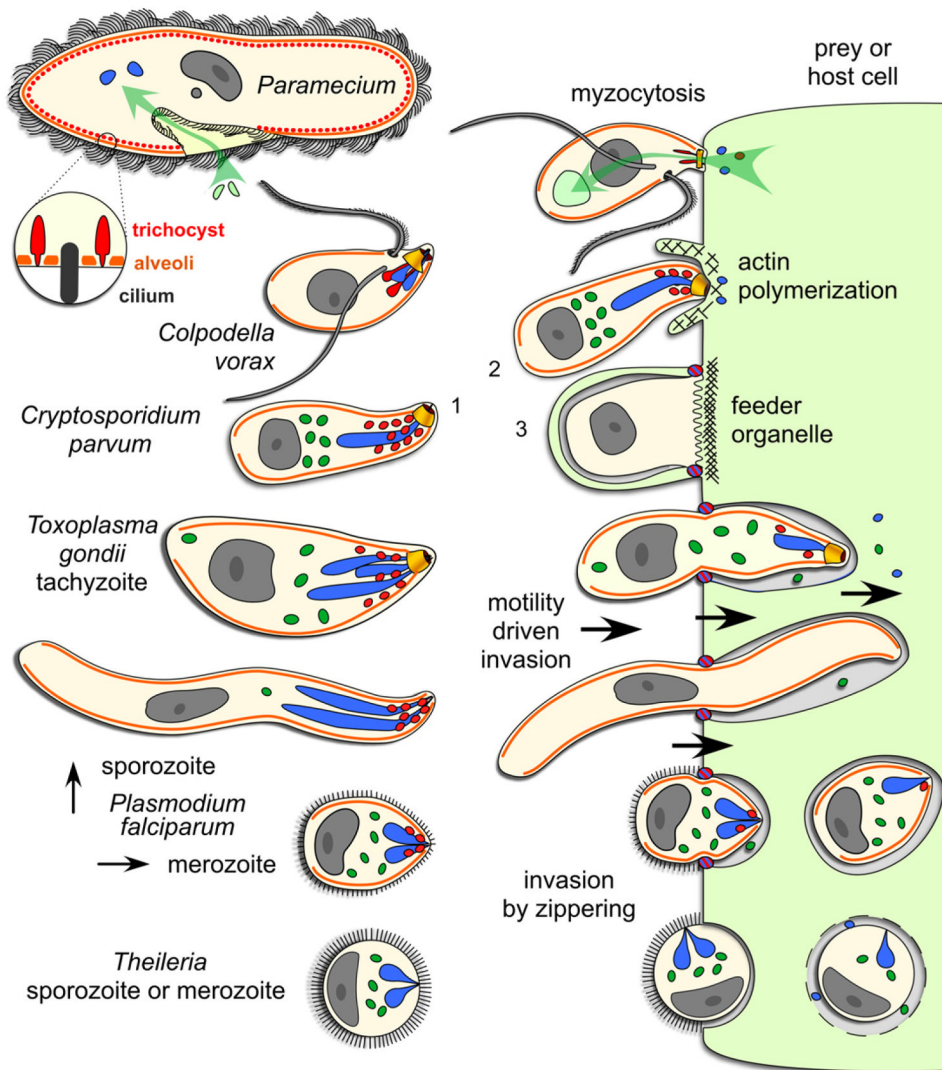 Paramecium
trichocyst
alveoli
cilium
Colpodella
vorax
Cryptosporidium
parvum
1
Toxoplasma
gondii
tachyzoite
sporozoite
Plasmodium
falciparum
merozoite
Theileria
sporozoite or merozoite
prey or
host cell
myzocytosis
actin
polymerization
2
3
feeder
organelle
motility
driven
invasion
invasion
by zippering